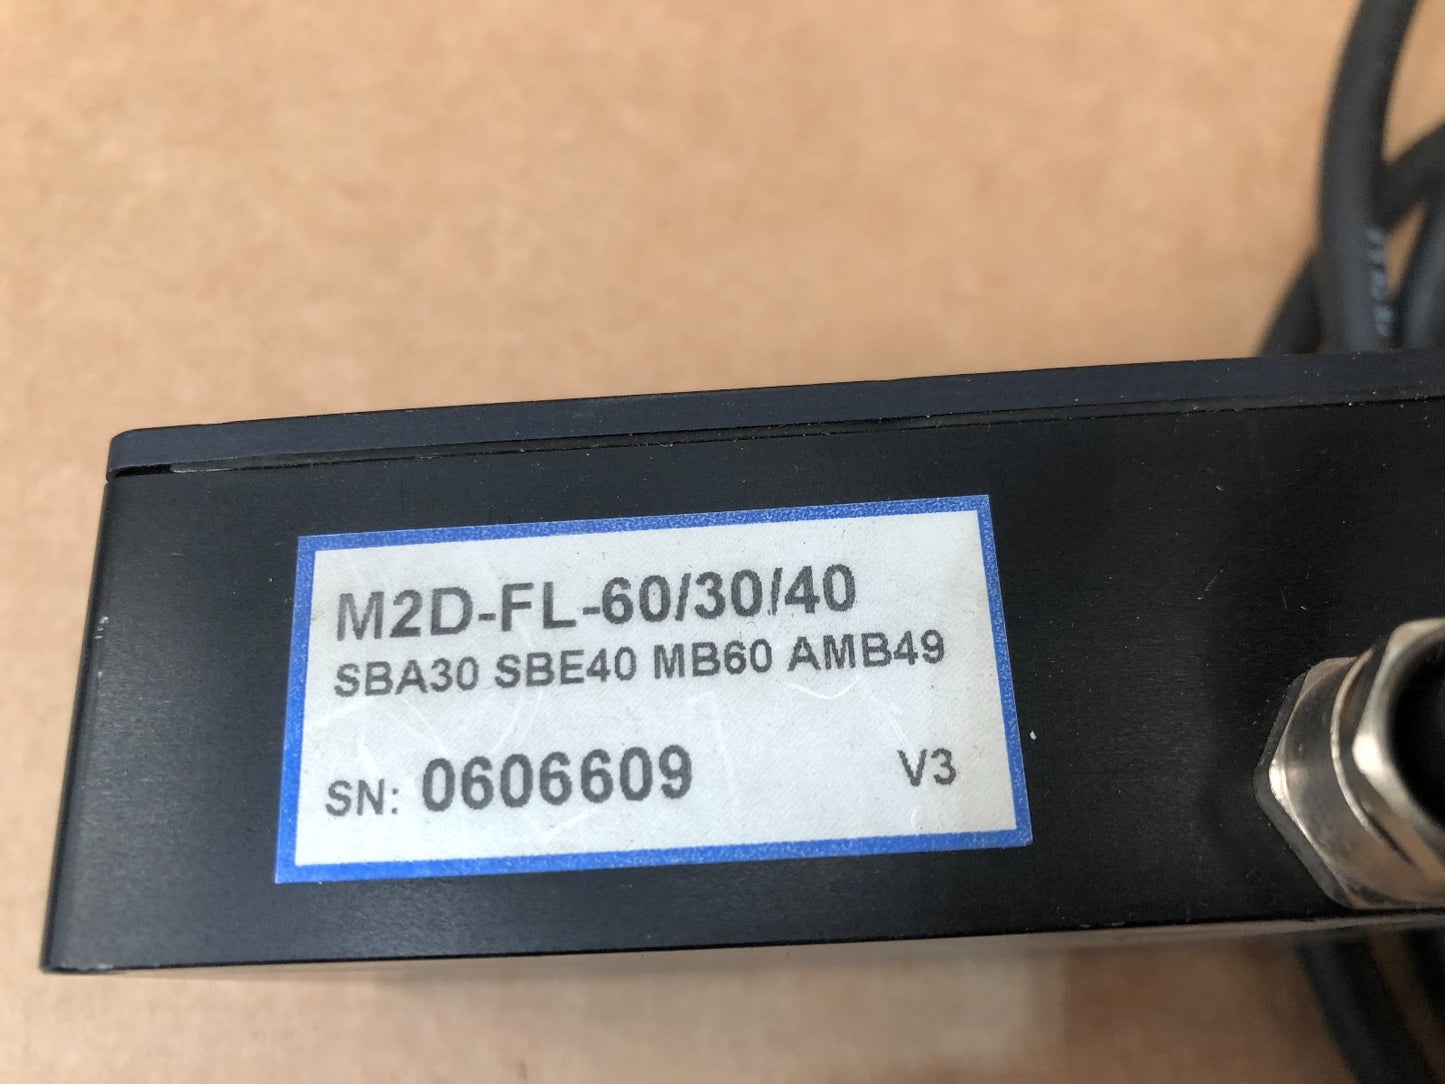 M2D-FL-60/30/40
SBA30 SBE40 MB60 AMB49
SN: 0606609 V3